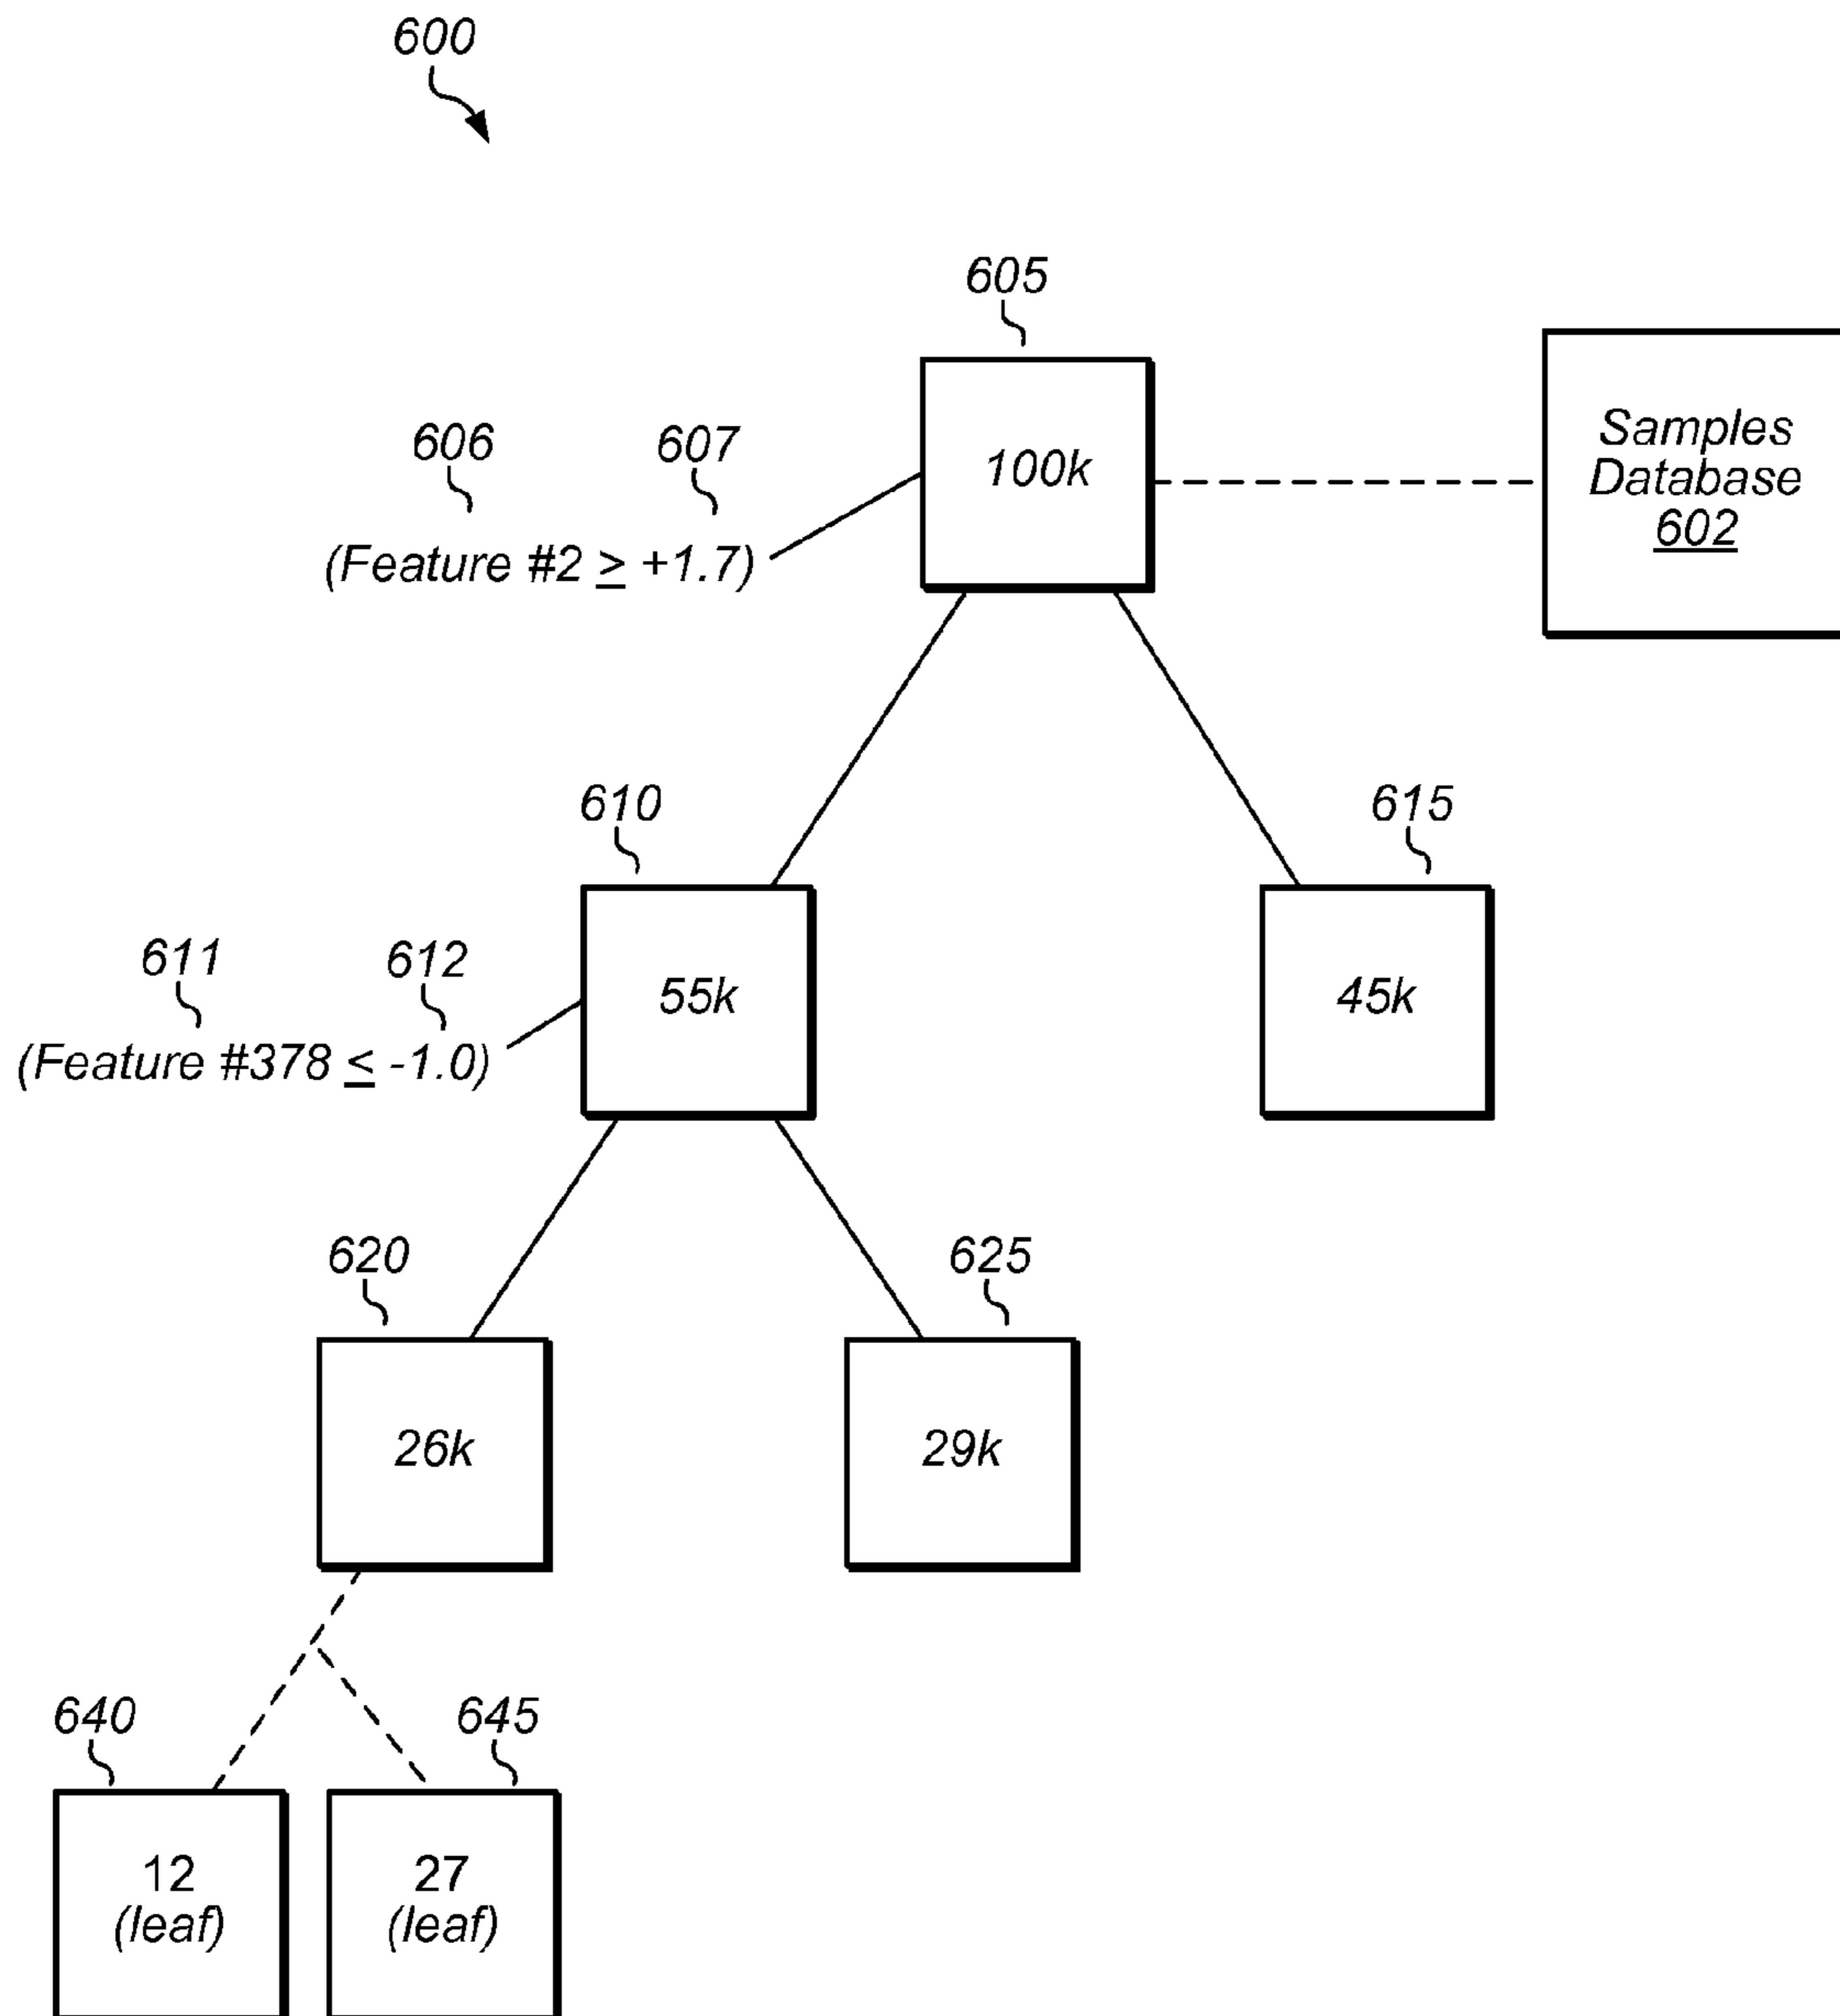 600
605
606
607
100k
Samples
Database
602
(Feature #2 ≥ +1.7)
610
615
611
612
55k
45k
(Feature #378 ≤ -1.0)
620
625
26k
29k
640
645
12
(leaf)
27
(leaf)